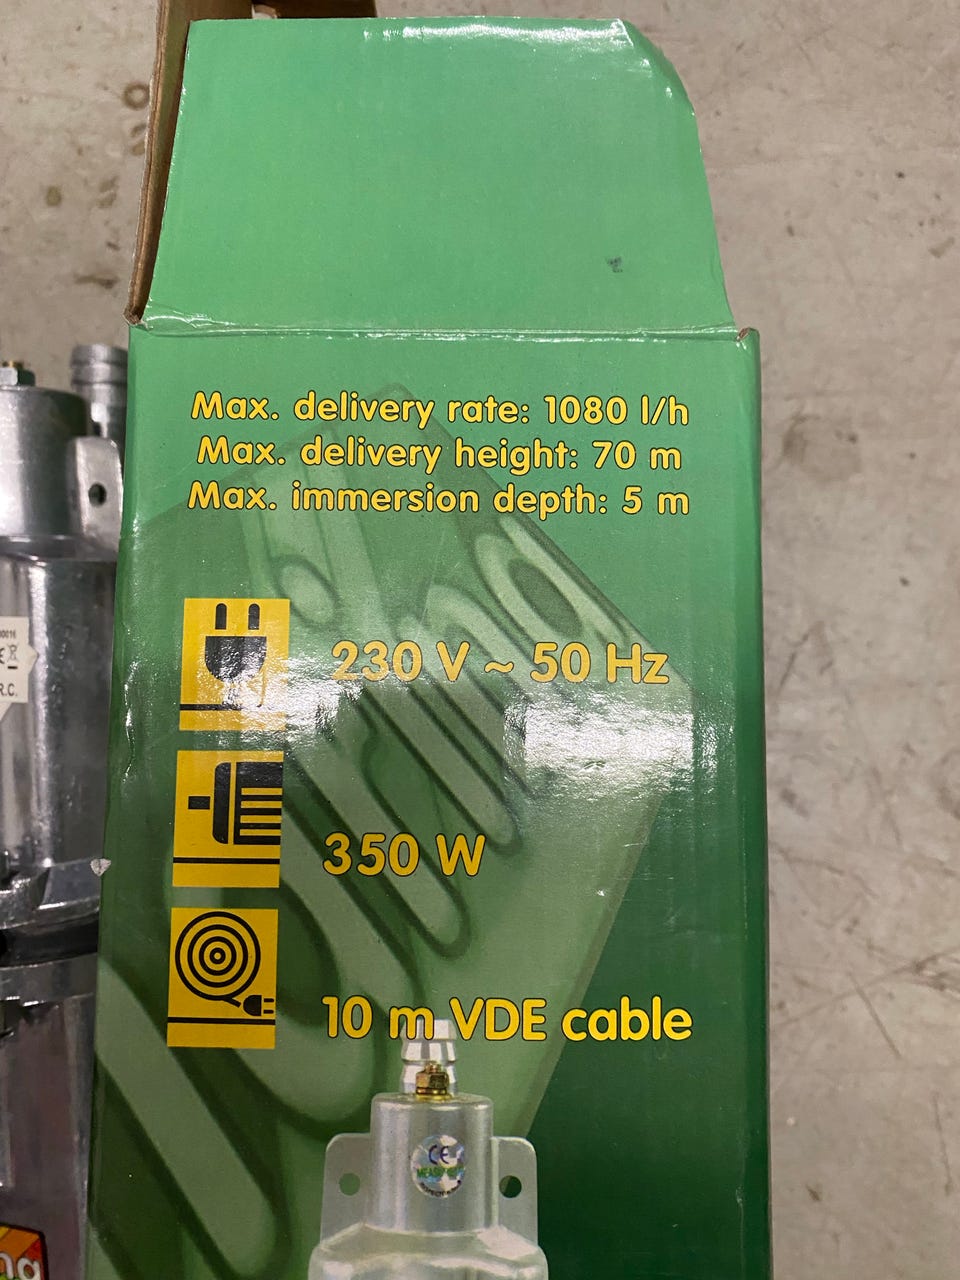 Max. delivery rate: 1080 l/h
Max. delivery height: 70 m
Max. immersion depth: 5 m
230 V ~ 50 Hz
350 W
10 m VDE cable
CE
R.C.